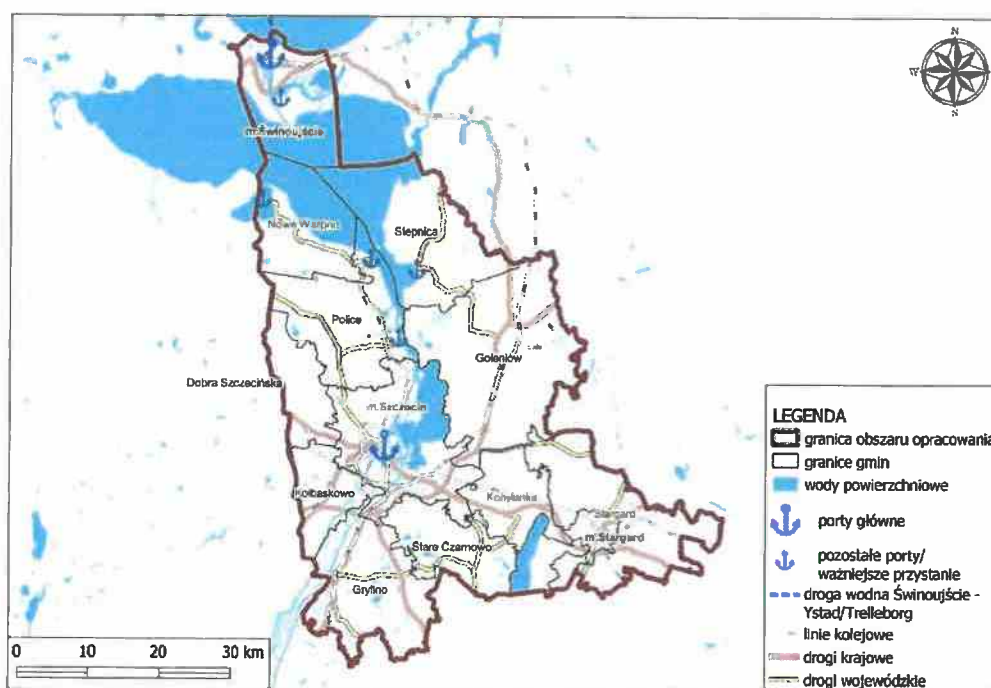 N
W
E
S
m. Świnoujście
Nowe Warpno
Stepnica
Police
Goleniów
Dobra Szczecińska
m. Szczecin
Kołbaskowo
Kobylanka
Stargard
m. Stargard
Stare Czarnowo
Gryfino
0 10 20 30 km
LEGENDA
granica obszaru opracowania
granice gmin
wody powierzchniowe
porty główne
pozostałe porty/
ważniejsze przystanie
droga wodna Świnoujście -
Ystad/Trelleborg
linie kolejowe
drogi krajowe
drogi wojewódzkie